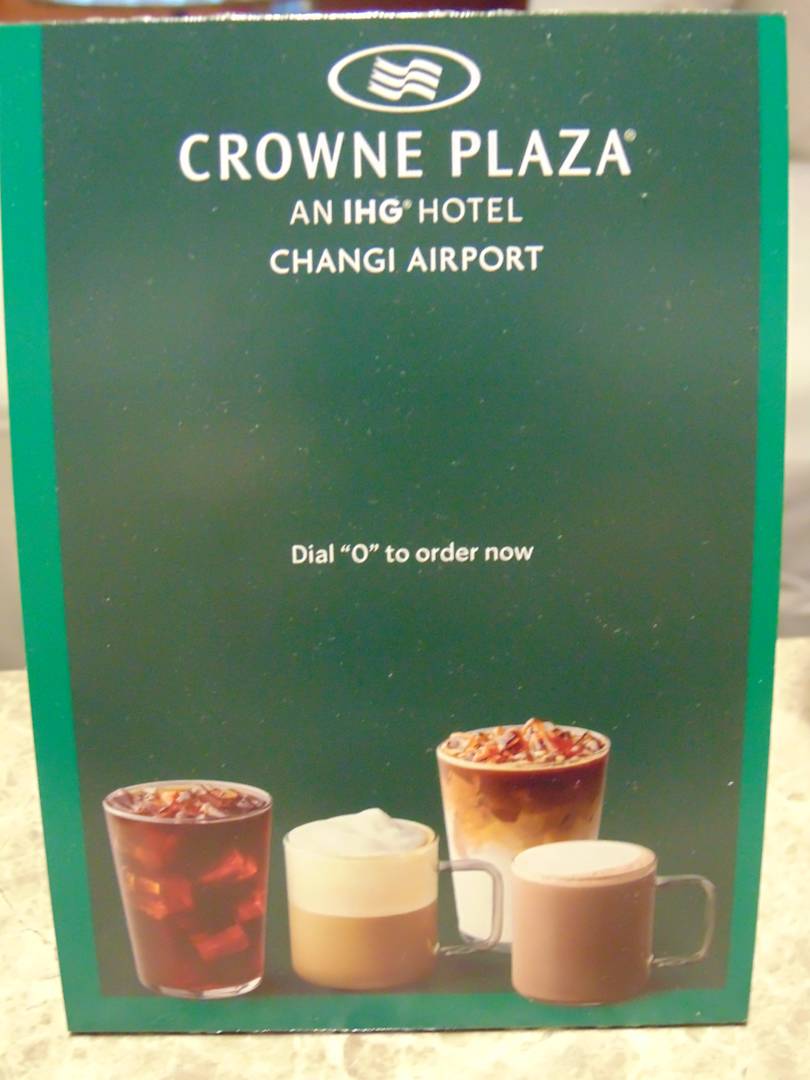 CROWNE PLAZA®
AN IHG® HOTEL
CHANGI AIRPORT
Dial “0” to order now